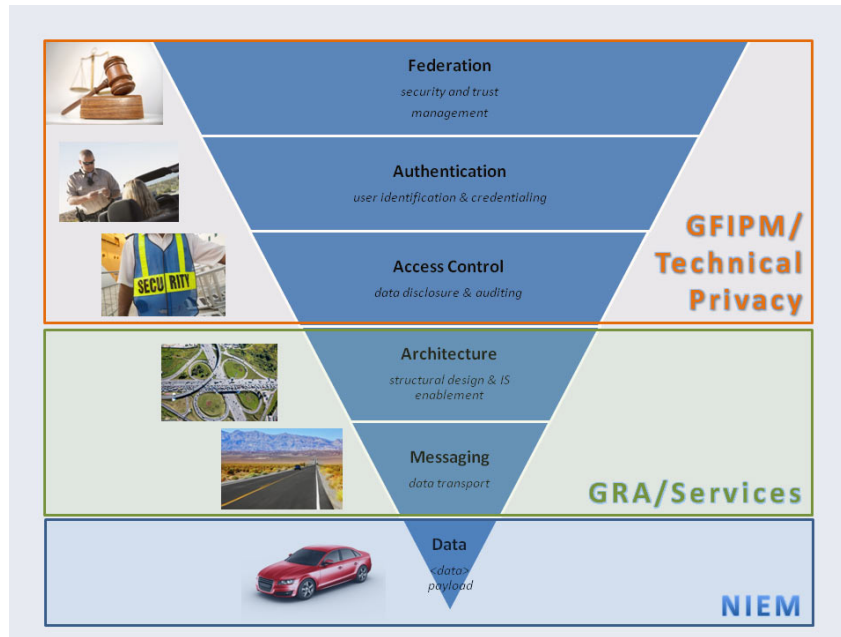 Federation
security and trust
management
Authentication
user identification & credentialing
SECURITY
Access Control
data disclosure & auditing
GFIPM/
Technical
Privacy
Architecture
structural design & IS
enablement
Messaging
data transport
GRA/Services
Data
<data>
payload
NIEM